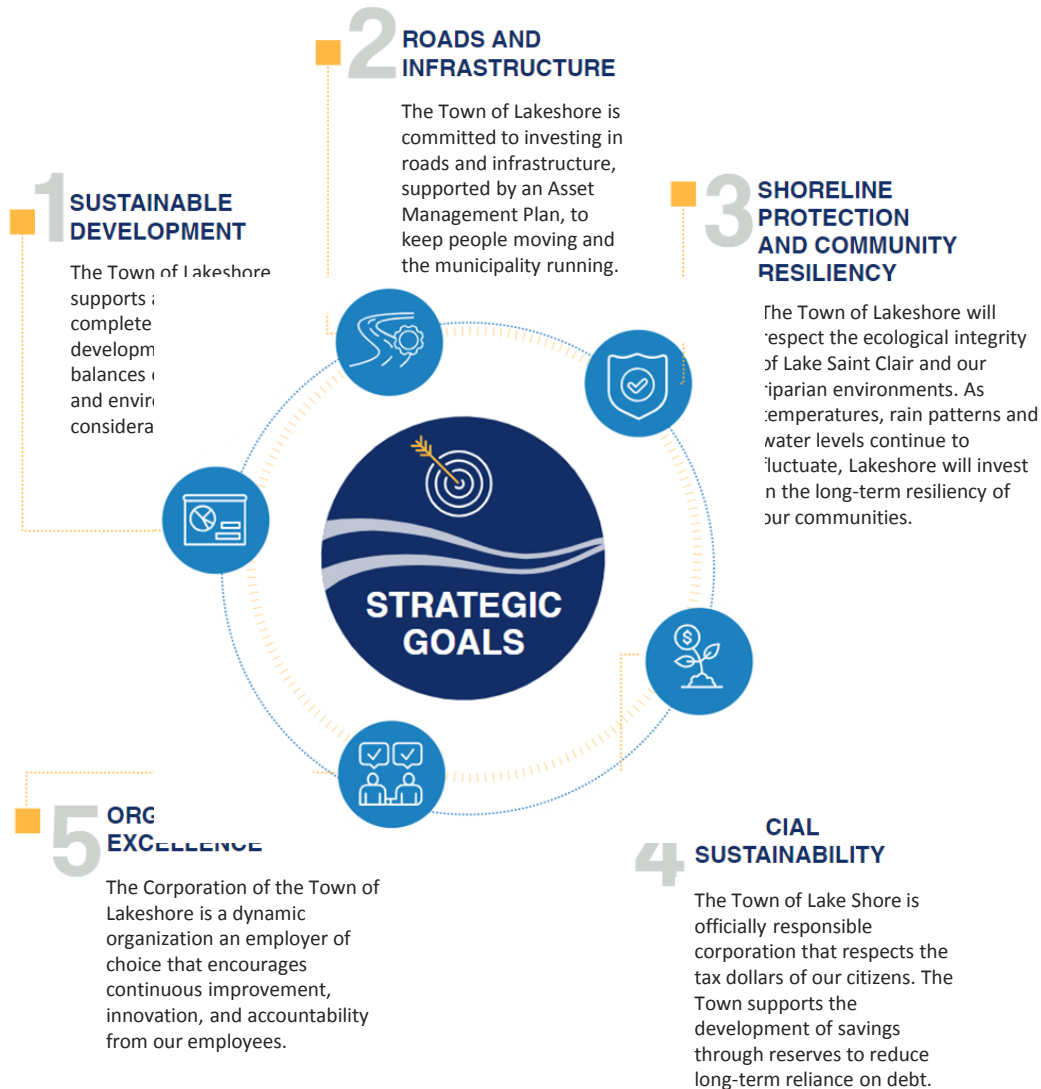 1
SUSTAINABLE
DEVELOPMENT
The Town of Lakeshore
supports
complete
balances
and
2
ROADS AND
INFRASTRUCTURE
The Town of Lakeshore is
committed to investing in
roads and infrastructure,
supported by an Asset
Management Plan, to
keep people moving and
the municipality running.
3
SHORELINE
PROTECTION
AND COMMUNITY
RESILIENCY
The Town of Lakeshore will
respect the ecological integrity
of Lake Saint Clair and our
riparian environments. As
temperatures, rain patterns and
water levels continue to
fluctuate, Lakeshore will invest
in the long-term resiliency of
our communities.
STRATEGIC
GOALS
5
EXCELLENCE
The Corporation of the Town of
Lakeshore is a dynamic
organization an employer of
choice that encourages
continuous improvement,
innovation, and accountability
from our employees.
4
CIAL
SUSTAINABILITY
The Town of Lake Shore is
officially responsible
corporation that respects the
tax dollars of our citizens. The
Town supports the
development of savings
through reserves to reduce
long-term reliance on debt.